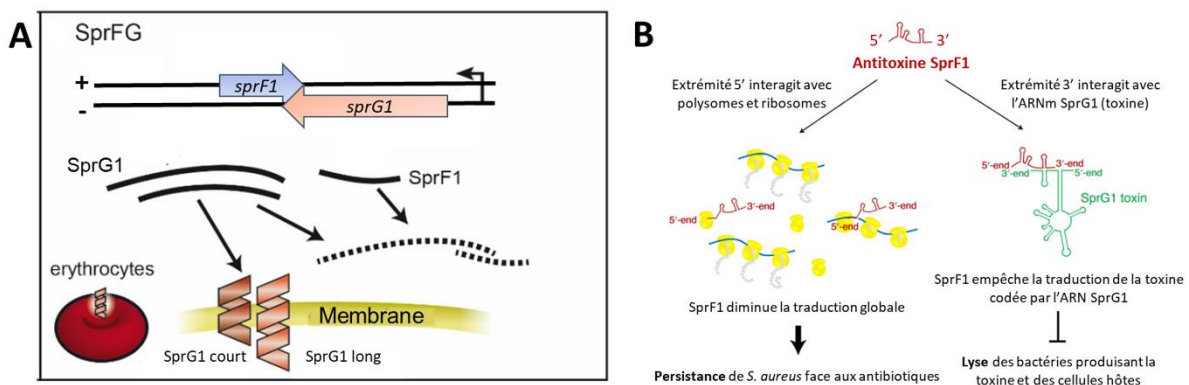 A
SprFG
+
sprF1
-
sprG1
SprG1
SprF1
erythrocytes
Membrane
SprG1 court
SprG1 long
B
5’ 3’
Antitoxine SprF1
Extrémité 5’ interagit avec
polysomes et ribosomes
Extrémité 3’ interagit avec
l’ARNm SprG1 (toxine)
5'-end
3'-end
5'-end
3'-end
SprF1 diminue la traduction globale
Persistance de S. aureus face aux antibiotiques
5'-end 3'-end
3'-end 5'-end
SprG1 toxin
SprF1 empêche la traduction de la toxine
codée par l’ARN SprG1
Lyse des bactéries produisant la
toxine et des cellules hôtes